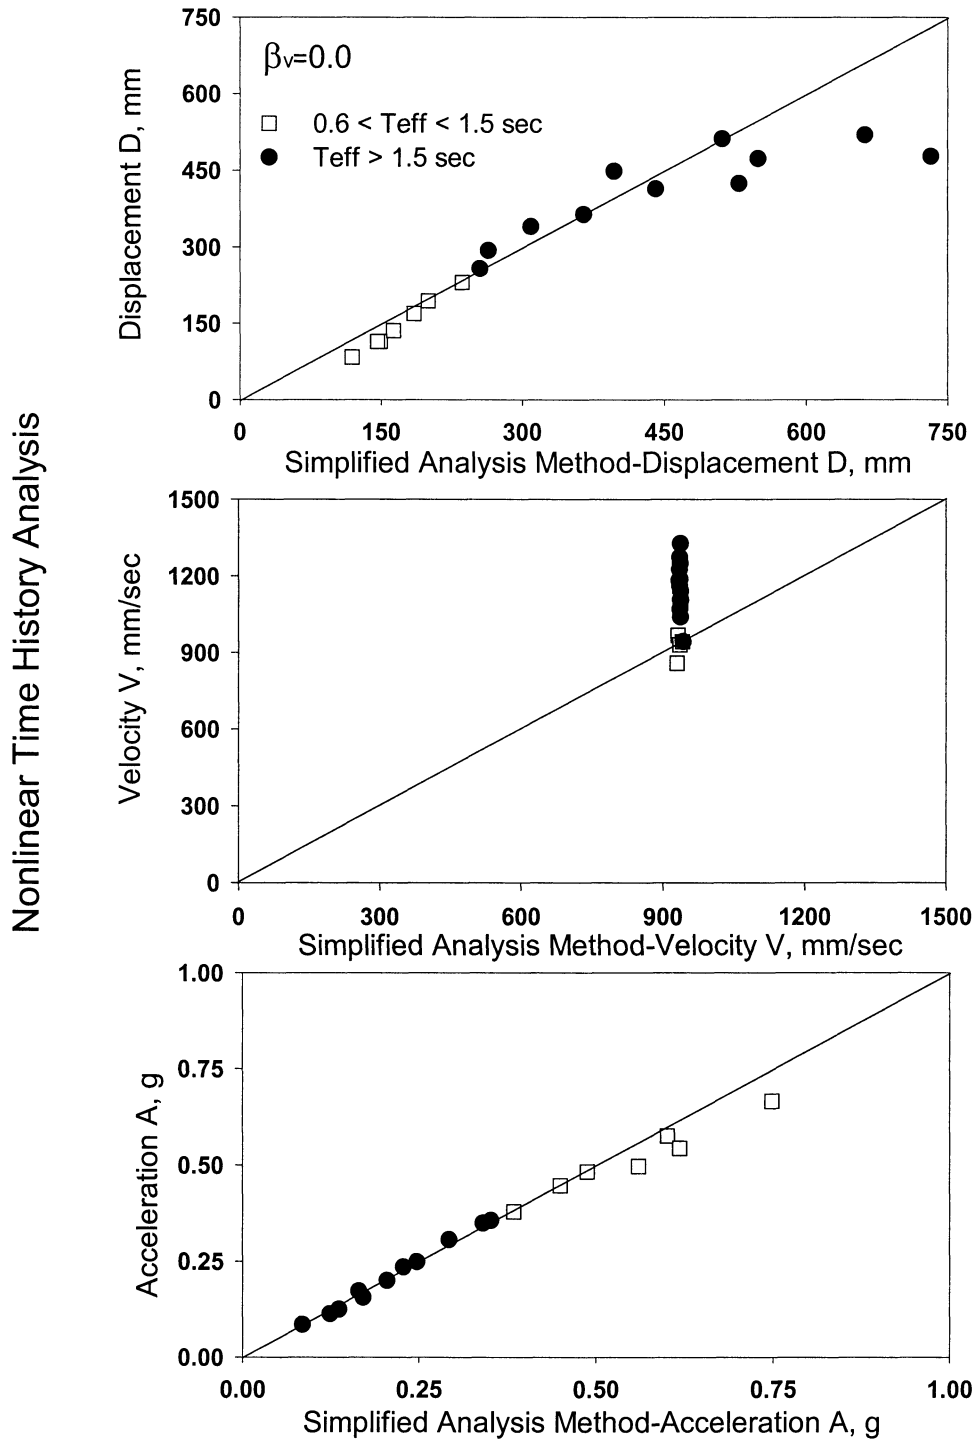 Nonlinear Time History Analysis
750
βv=0.0
600
0.6 < Teff < 1.5 sec
Teff > 1.5 sec
450
300
150
0
Displacement D, mm
0 150 300 450 600 750
Simplified Analysis Method-Displacement D, mm
1500
1200
900
600
300
0
Velocity V, mm/sec
0 300 600 900 1200 1500
Simplified Analysis Method-Velocity V, mm/sec
1.00
0.75
0.50
0.25
0.00
Acceleration A, g
0.00 0.25 0.50 0.75 1.00
Simplified Analysis Method-Acceleration A, g